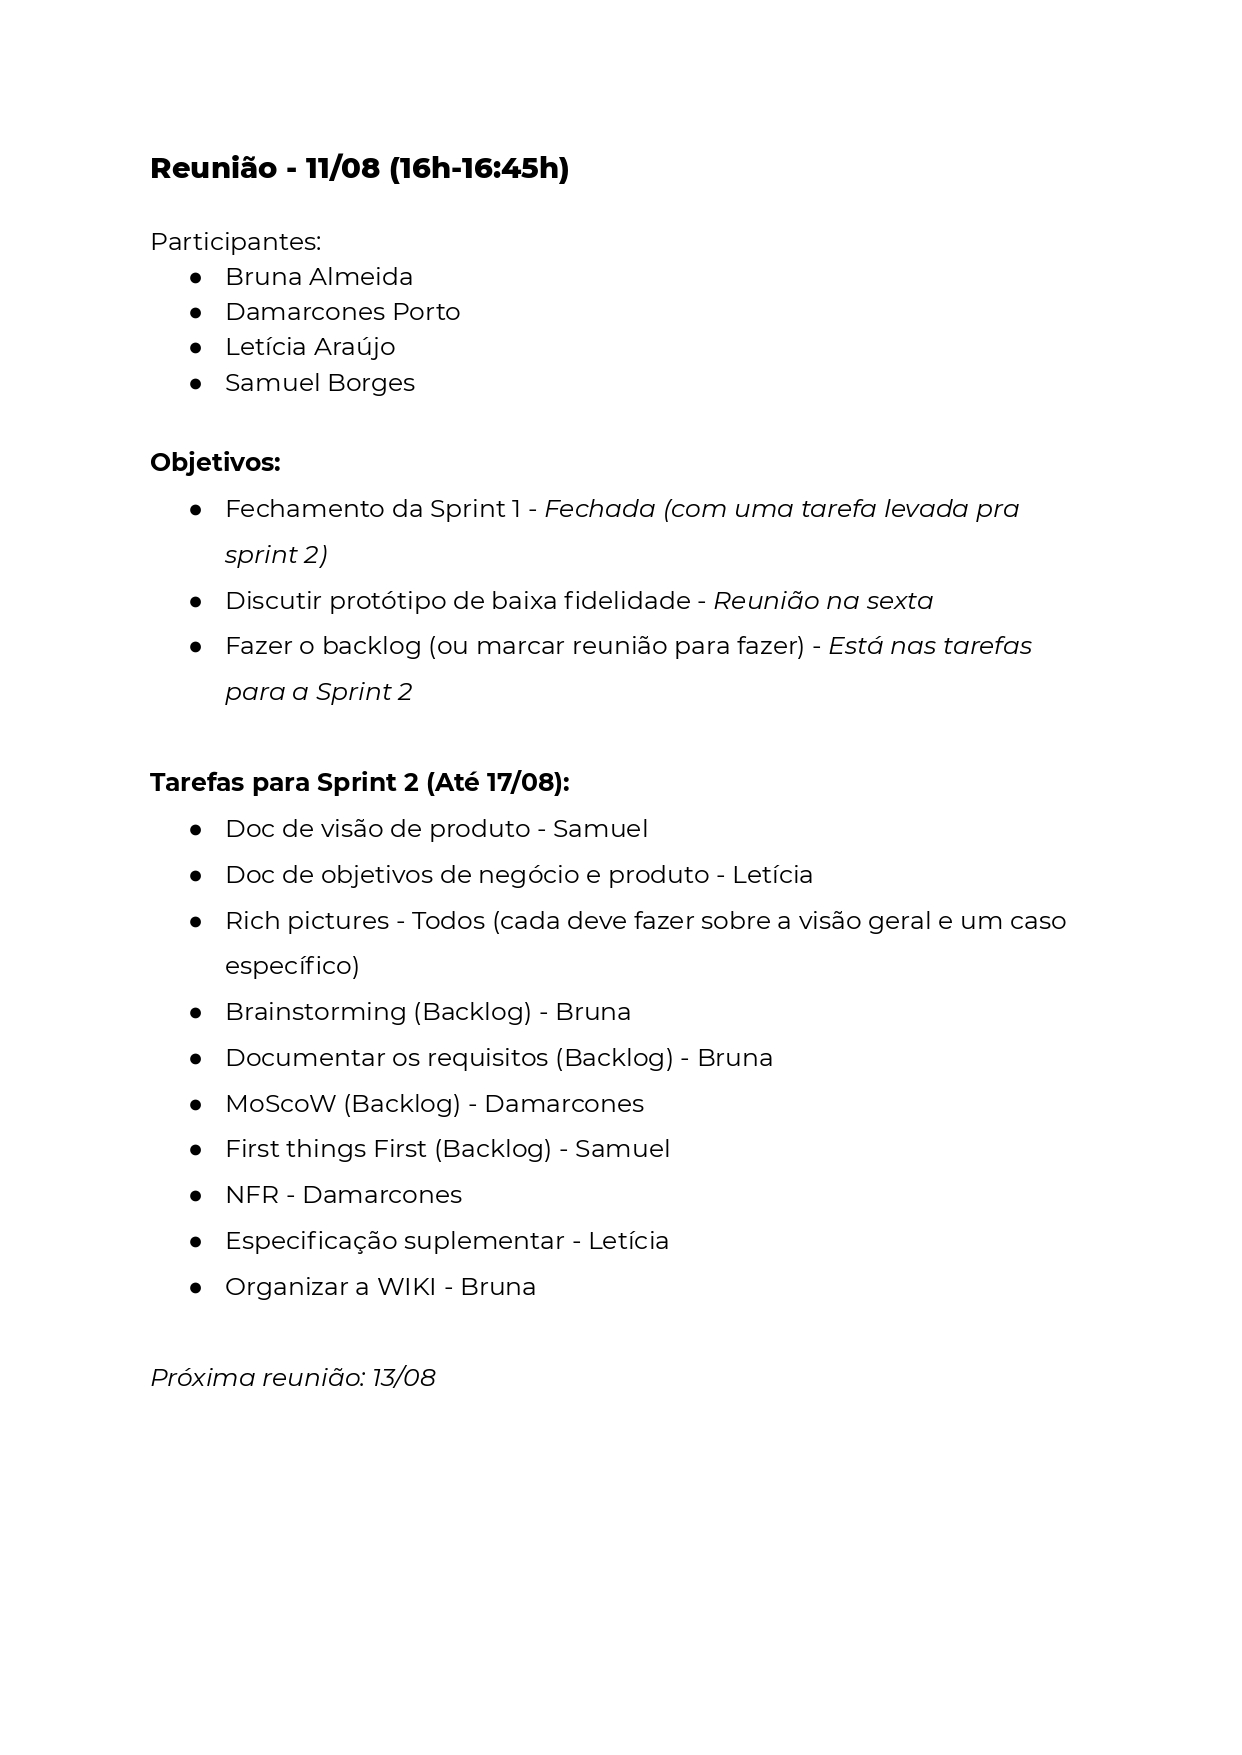 Reunião - 11/08 (16h-16:45h)
Participantes:
● Bruna Almeida
● Damarcones Porto
● Letícia Araújo
● Samuel Borges
Objetivos:
● Fechamento da Sprint 1 - Fechada (com uma tarefa levada pra
sprint 2)
● Discutir protótipo de baixa fidelidade - Reunião na sexta
● Fazer o backlog (ou marcar reunião para fazer) - Está nas tarefas
para a Sprint 2
Tarefas para Sprint 2 (Até 17/08):
● Doc de visão de produto - Samuel
● Doc de objetivos de negócio e produto - Letícia
● Rich pictures - Todos (cada deve fazer sobre a visão geral e um caso
específico)
● Brainstorming (Backlog) - Bruna
● Documentar os requisitos (Backlog) - Bruna
● MoScoW (Backlog) - Damarcones
● First things First (Backlog) - Samuel
● NFR - Damarcones
● Especificação suplementar - Letícia
● Organizar a WIKI - Bruna
Próxima reunião: 13/08